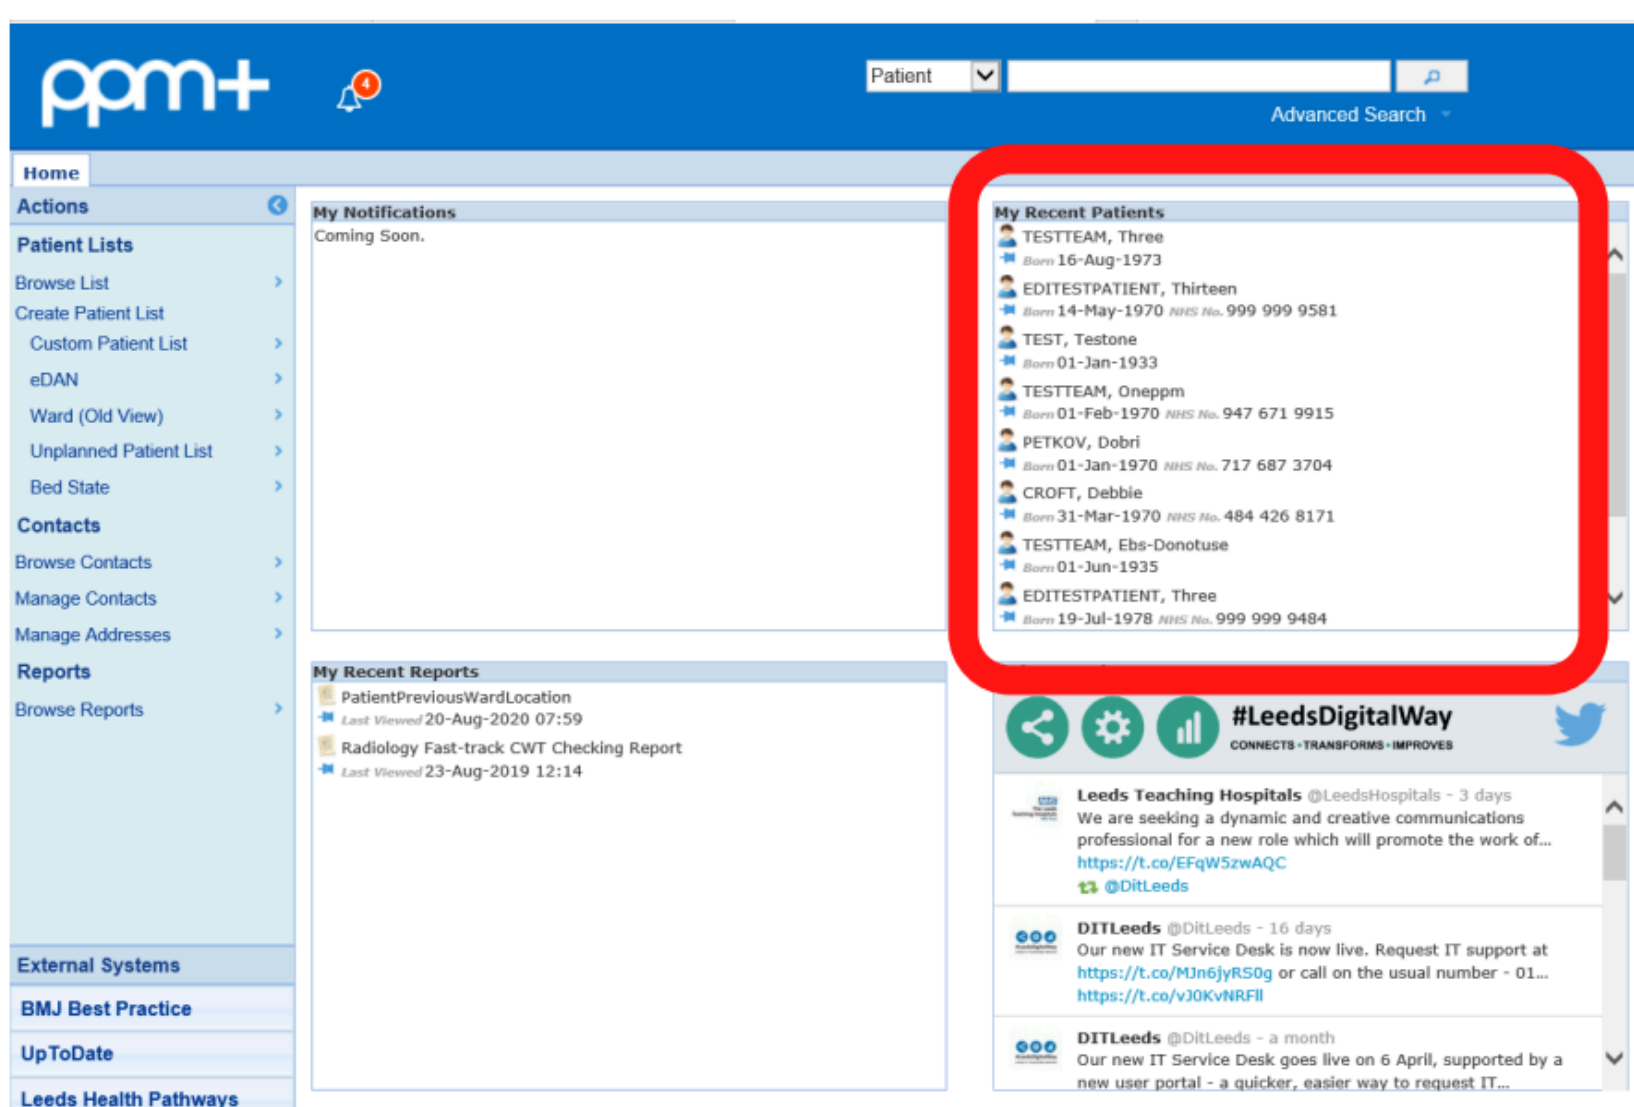 ppm+
4
Patient
Advanced Search
Home
Actions
Patient Lists
Browse List
Create Patient List
Custom Patient List
eDAN
Ward (Old View)
Unplanned Patient List
Bed State
Contacts
Browse Contacts
Manage Contacts
Manage Addresses
Reports
Browse Reports
External Systems
BMJ Best Practice
UpToDate
Leeds Health Pathways
My Notifications
Coming Soon.
My Recent Patients
TESTTEAM, Three
Born 16-Aug-1973
EDITESTPATIENT, Thirteen
Born 14-May-1970 NHS No. 999 999 9581
TEST, Testone
Born 01-Jan-1933
TESTTEAM, Oneppm
Born 01-Feb-1970 NHS No. 947 671 9915
PETKOV, Dobri
Born 01-Jan-1970 NHS No. 717 687 3704
CROFT, Debbie
Born 31-Mar-1970 NHS No. 484 426 8171
TESTTEAM, Ebs-Donotuse
Born 01-Jun-1935
EDITESTPATIENT, Three
Born 19-Jul-1978 NHS No. 999 999 9484
My Recent Reports
PatientPreviousWardLocation
Last Viewed 20-Aug-2020 07:59
Radiology Fast-track CWT Checking Report
Last Viewed 23-Aug-2019 12:14
#LeedsDigitalWay
CONNECTS•TRANSFORMS•IMPROVES
Leeds Teaching Hospitals @LeedsHospitals - 3 days
We are seeking a dynamic and creative communications
professional for a new role which will promote the work of...
https://t.co/EFqW5zwAQC
@DitLeeds
DITLeeds @DitLeeds - 16 days
Our new IT Service Desk is now live. Request IT support at
https://t.co/MJn6jyRS0g or call on the usual number - 01...
https://t.co/vJ0KvNRFll
DITLeeds @DitLeeds - a month
Our new IT Service Desk goes live on 6 April, supported by a
new user portal - a quicker, easier way to request IT...